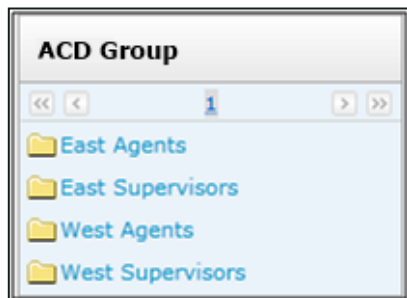 ACD Group
1
East Agents
East Supervisors
West Agents
West Supervisors